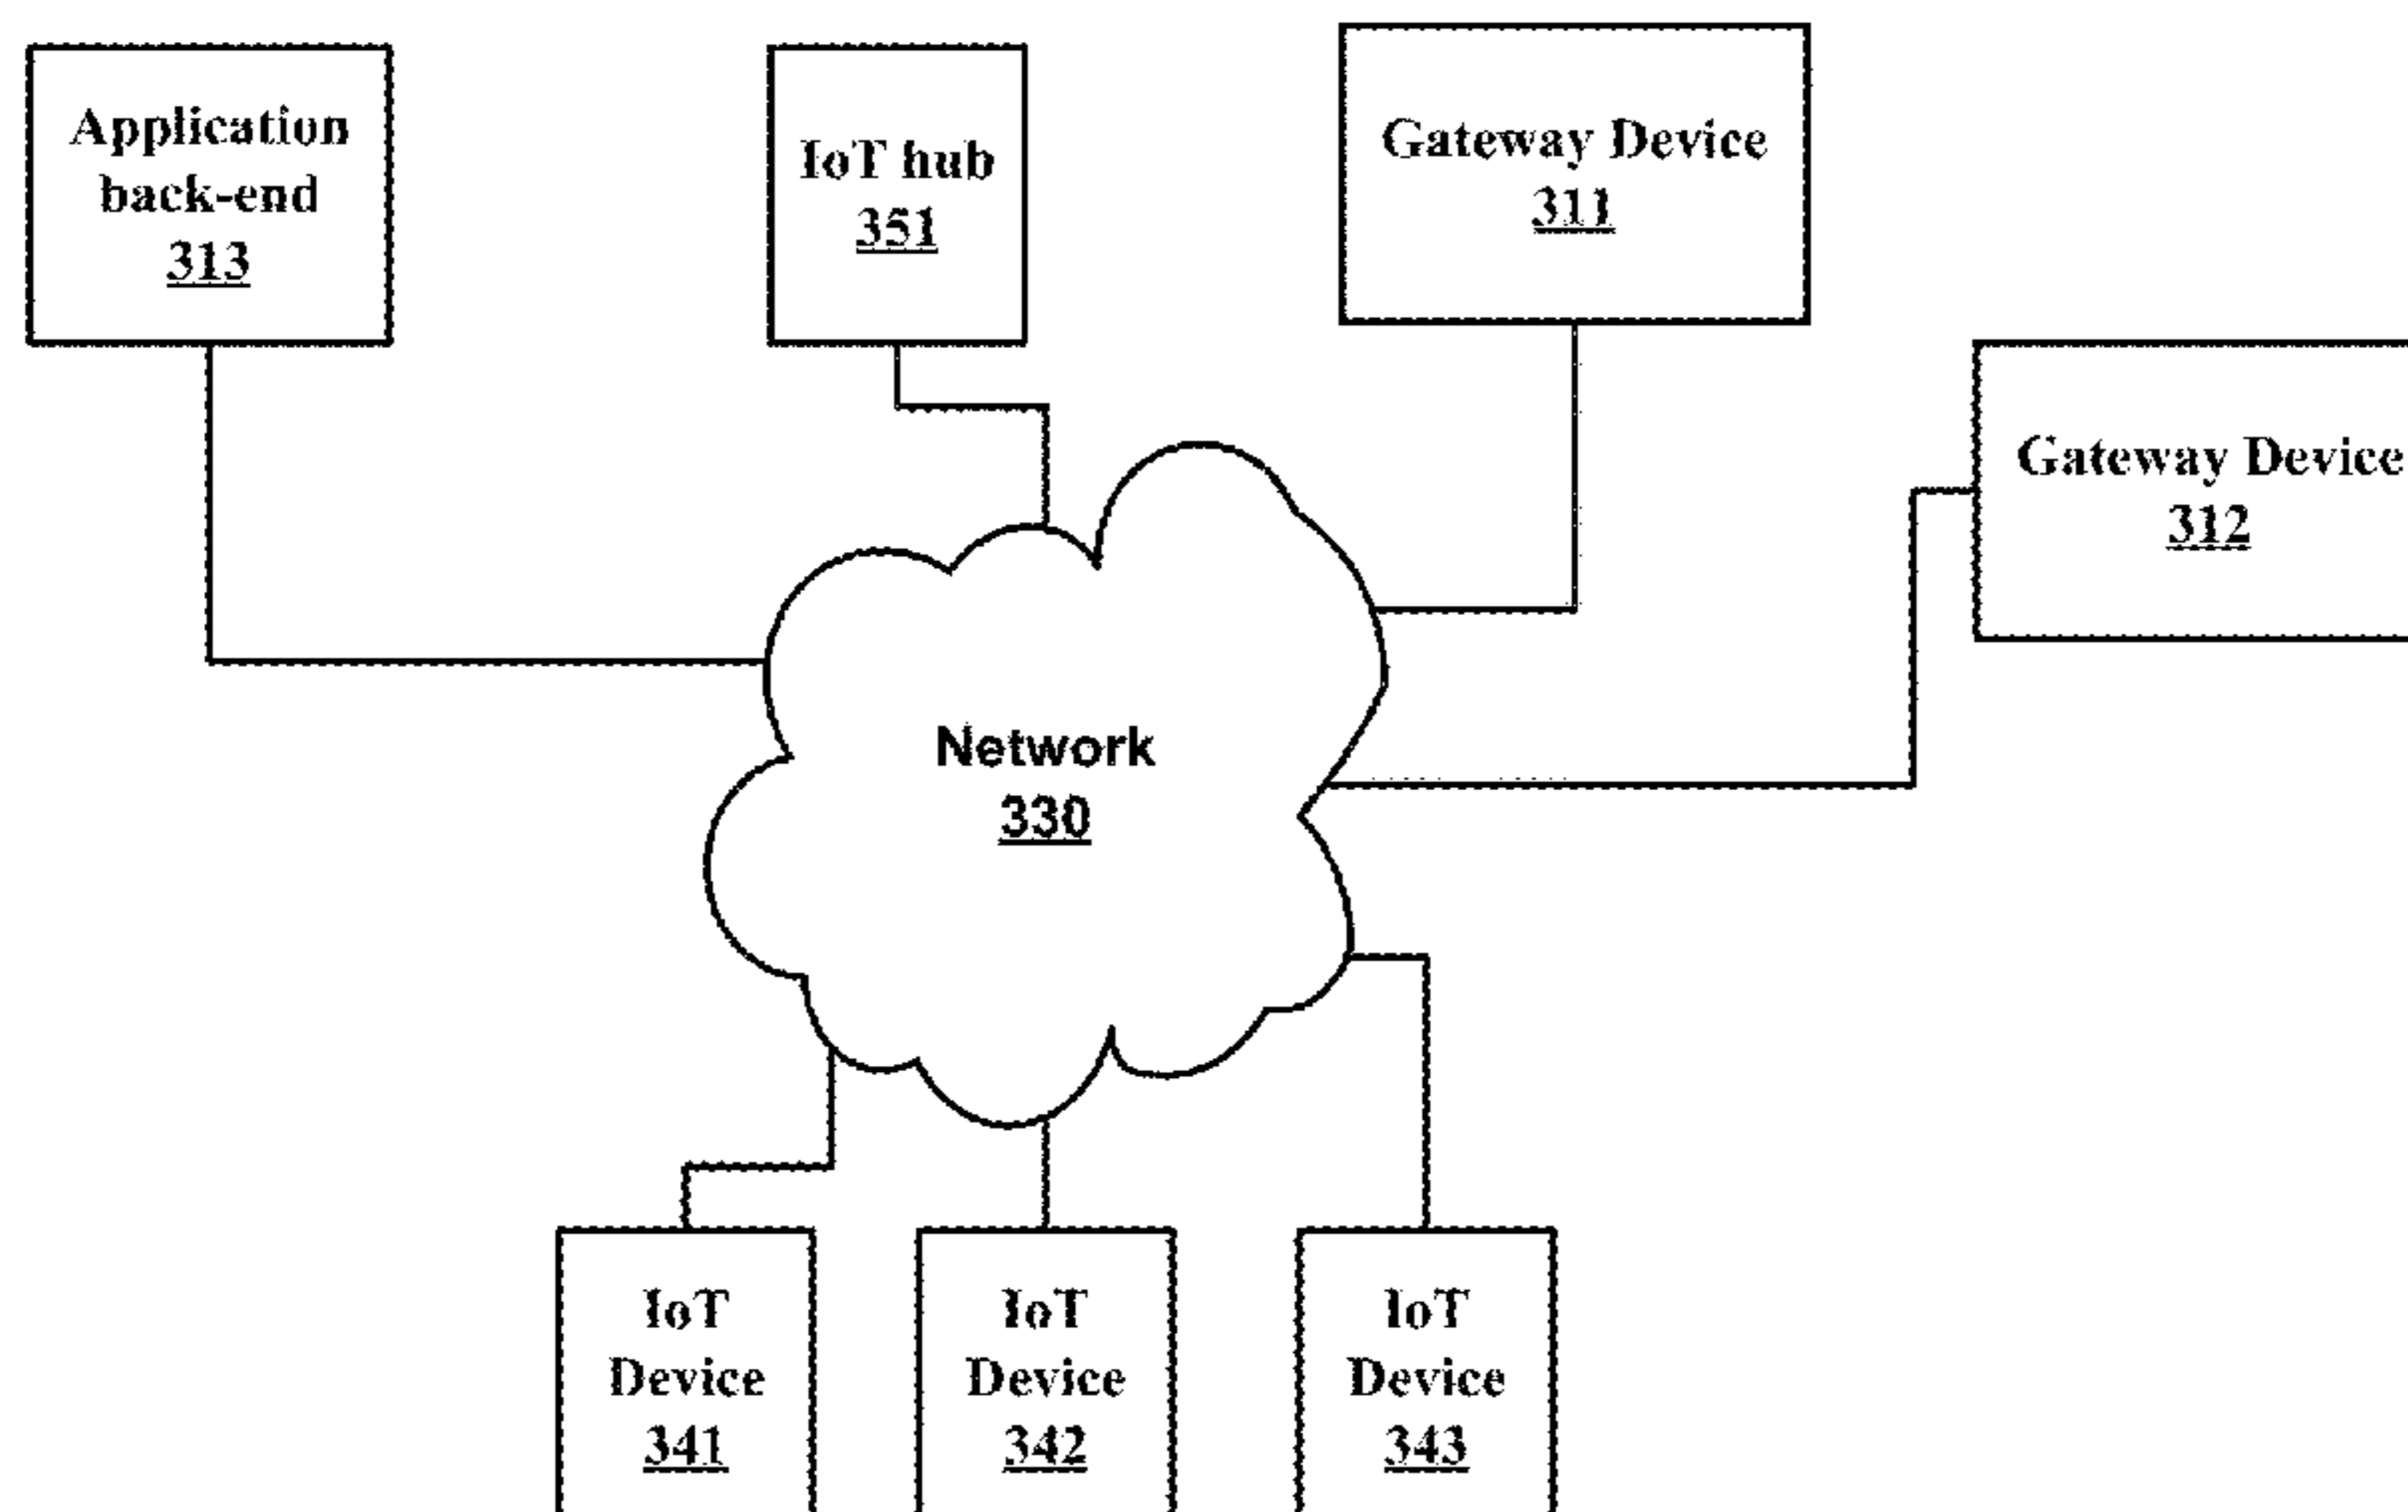 Application
back-end
313
IoT hub
351
Gateway Device
311
Gateway Device
312
Network
330
IoT
Device
341
IoT
Device
342
IoT
Device
343